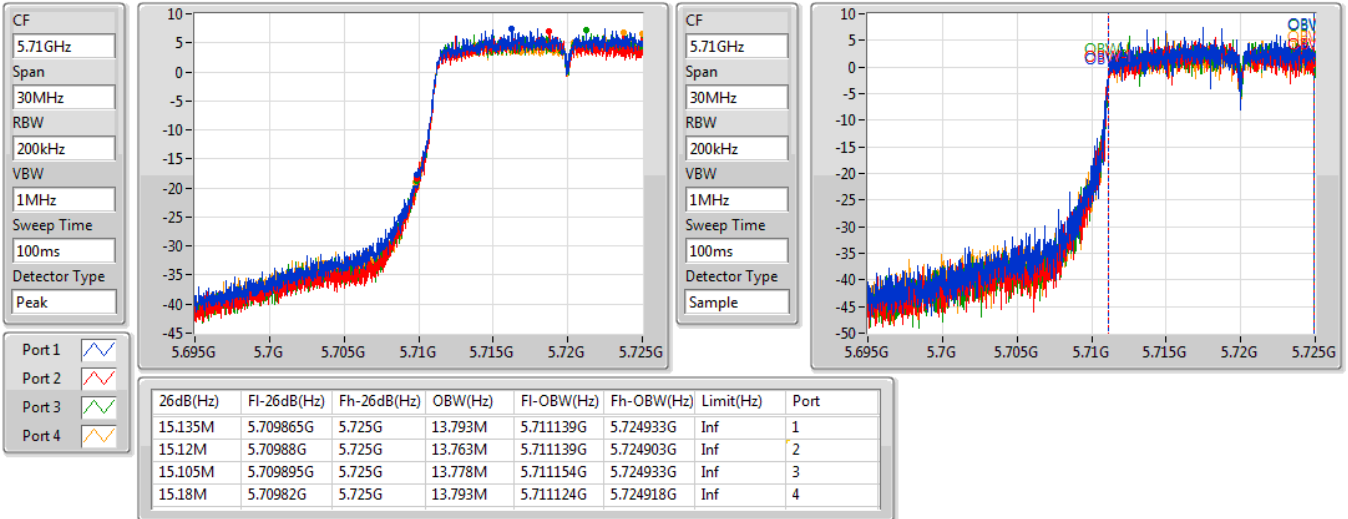 CF
5.71GHz
Span
30MHz
RBW
200kHz
VBW
1MHz
Sweep Time
100ms
Detector Type
Peak
10
5
0
-5
-10
-15
-20
-25
-30
-35
-40
-45
5.695G 5.7G 5.705G 5.71G 5.715G 5.72G 5.725G
CF
5.71GHz
Span
30MHz
RBW
200kHz
VBW
1MHz
Sweep Time
100ms
Detector Type
Sample
10
5
0
-5
-10
-15
-20
-25
-30
-35
-40
-45
-50
5.695G 5.7G 5.705G 5.71G 5.715G 5.72G 5.725G
OBW
Port 1
Port 2
Port 3
Port 4
26dB(Hz) Fl-26dB(Hz) Fh-26dB(Hz) OBW(Hz) Fl-OBW(Hz) Fh-OBW(Hz) Limit(Hz) Port
15.135M 5.709865G 5.725G 13.793M 5.711139G 5.724933G Inf 1
15.12M 5.70988G 5.725G 13.763M 5.711139G 5.724903G Inf 2
15.105M 5.709895G 5.725G 13.778M 5.711154G 5.724933G Inf 3
15.18M 5.70982G 5.725G 13.793M 5.711124G 5.724918G Inf 4